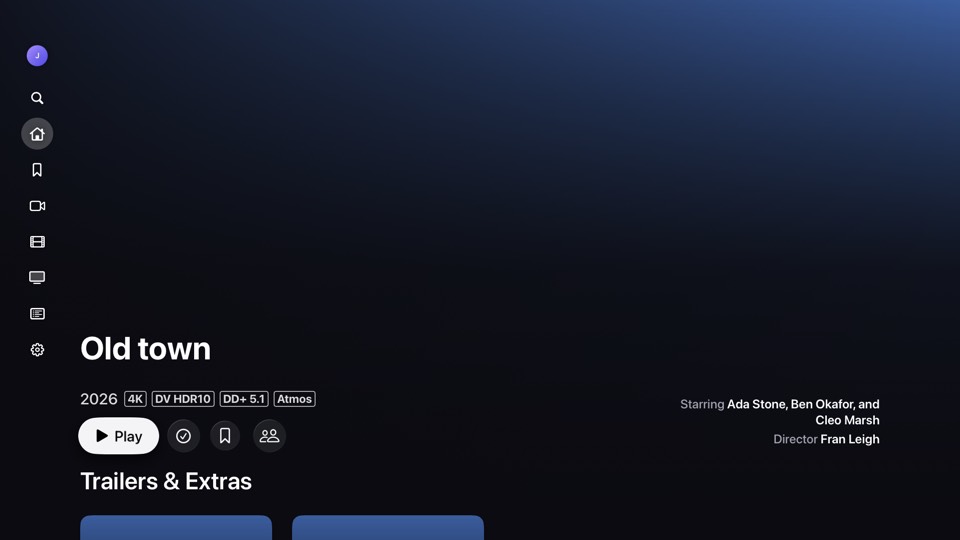 J
Old town
2026 4K DV HDR10 DD+ 5.1 Atmos
Starring Ada Stone, Ben Okafor, and
Cleo Marsh
Director Fran Leigh
Play
Trailers & Extras